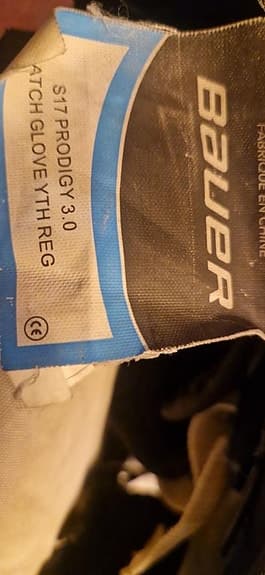 S17 PRODIGY 3.0
ATCH GLOVE YTH REG
CE
BAUER
FABRIQUÉ EN CHINE